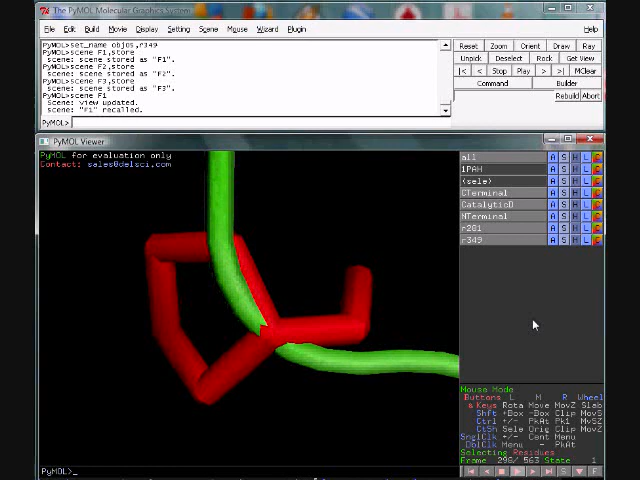 The PyMOL Molecular Graphics System
File Edit Build Movie Display Setting Scene Mouse Wizard Plugin Help
PyMOL>set_name obj05,r349
PyMOL>scene F1,store
scene: scene stored as "F1".
PyMOL>scene F2,store
scene: scene stored as "F2".
PyMOL>scene F3,store
scene: scene stored as "F3".
PyMOL>scene F1
Scene: view updated.
scene: "F1" recalled.
PyMOL>
Reset Zoom Orient Draw Ray
Unpick Deselect Rock Get View
|< < Stop Play > >| MClear
Command Builder
Rebuild Abort
PyMOL Viewer
PyMOL for evaluation only
Contact: sales@delsci.com
all A S H L C
1PAH A S H L C
(sele) A S H L C
CTerminal A S H L C
CatalyticD A S H L C
NTerminal A S H L C
r281 A S H L C
r349 A S H L C
Mouse Mode
Buttons L M R Wheel
& Keys Rota Move MovZ Slab
Shft +Box -Box Clip MovS
Ctrl +/- PkAt Pk1 MvSZ
CtSh Sele Orig Clip MovZ
SnglClk +/- Cent Menu
DblClk Menu - PkAt
Selecting Residues
Frame 296/ 563 State 1
PyMOL>_
S F